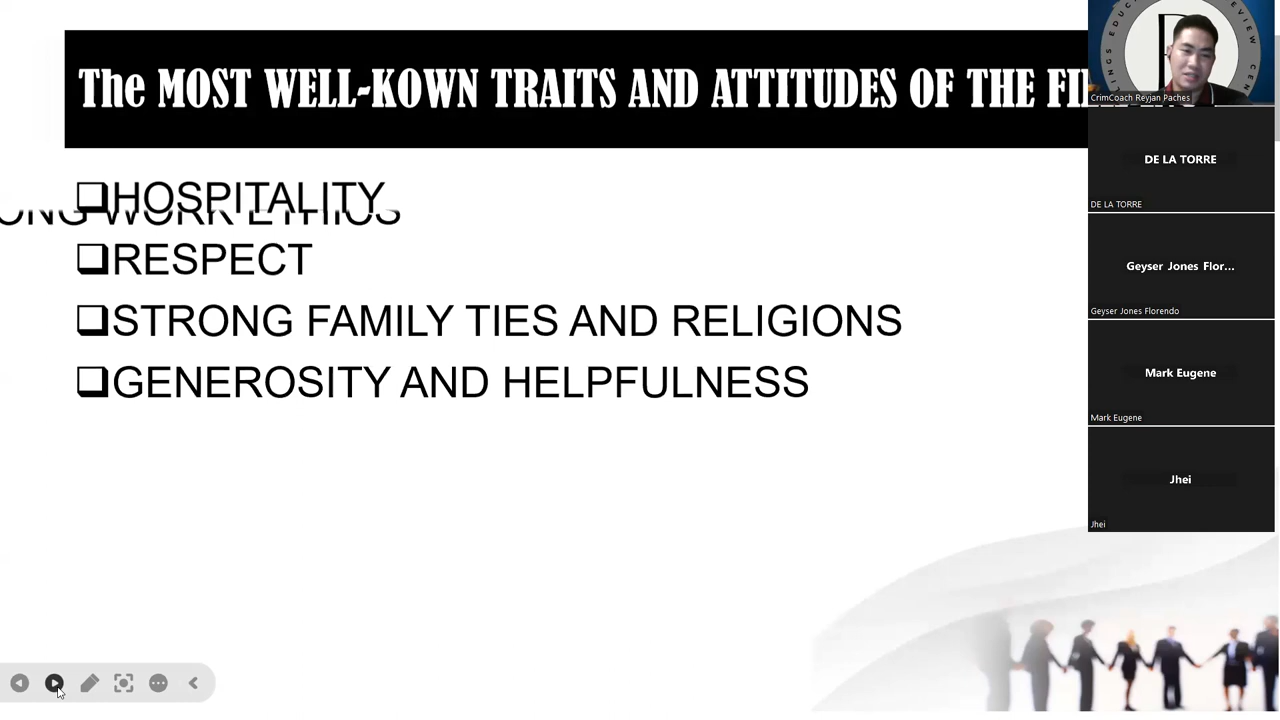 The MOST WELL-KOWN TRAITS AND ATTITUDES OF THE FI
HOSPITALITY
WORK ETHICS
RESPECT
STRONG FAMILY TIES AND RELIGIONS
GENEROSITY AND HELPFULNESS
CrimCoach Reyjan Paches
DE LA TORRE
DE LA TORRE
Geyser Jones Flor...
Geyser Jones Florendo
Mark Eugene
Mark Eugene
Jhei
Jhei